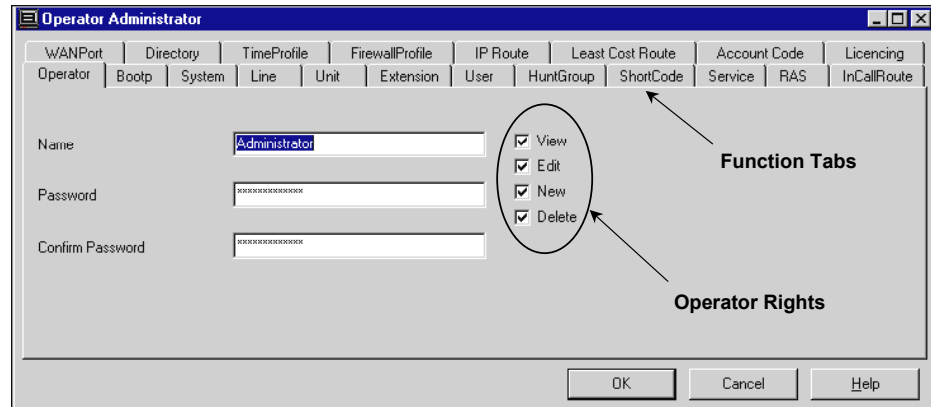 Operator Administrator
WANPort Directory TimeProfile FirewallProfile IP Route Least Cost Route Account Code Licencing
Operator Bootp System Line Unit Extension User HuntGroup ShortCode Service RAS InCallRoute
Name Administrator View
Edit
Function Tabs
Password ************* New
Delete
Confirm Password *************
Operator Rights
OK Cancel Help